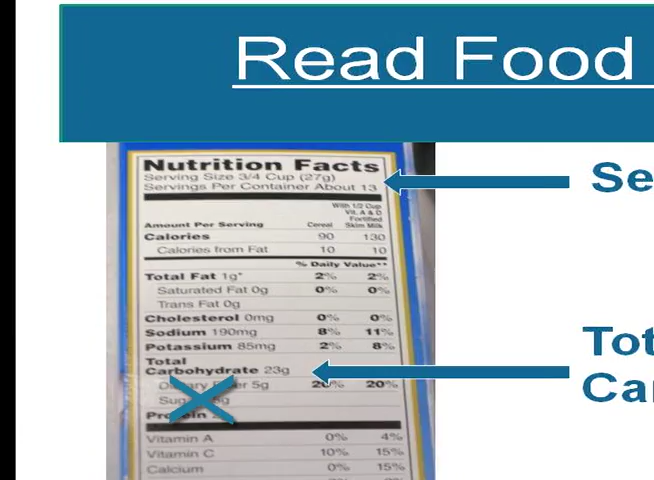 Read Food
Nutrition Facts
Serving Size 3/4 Cup (27g)
Servings Per Container About 13
With 1/2 Cup
Vit. A & D
Fortified
Amount Per Serving Cereal Skim Milk
Calories 90 130
Calories from Fat 10 10
% Daily Value**
Total Fat 1g* 2% 2%
Saturated Fat 0g 0% 0%
Trans Fat 0g
Cholesterol 0mg 0% 0%
Sodium 190mg 8% 11%
Potassium 85mg 2% 8%
Total
Carbohydrate 23g
5g 20% 20%
Vitamin A 0% 4%
Vitamin C 10% 15%
Calcium 0% 15%
Se
Tot
Car